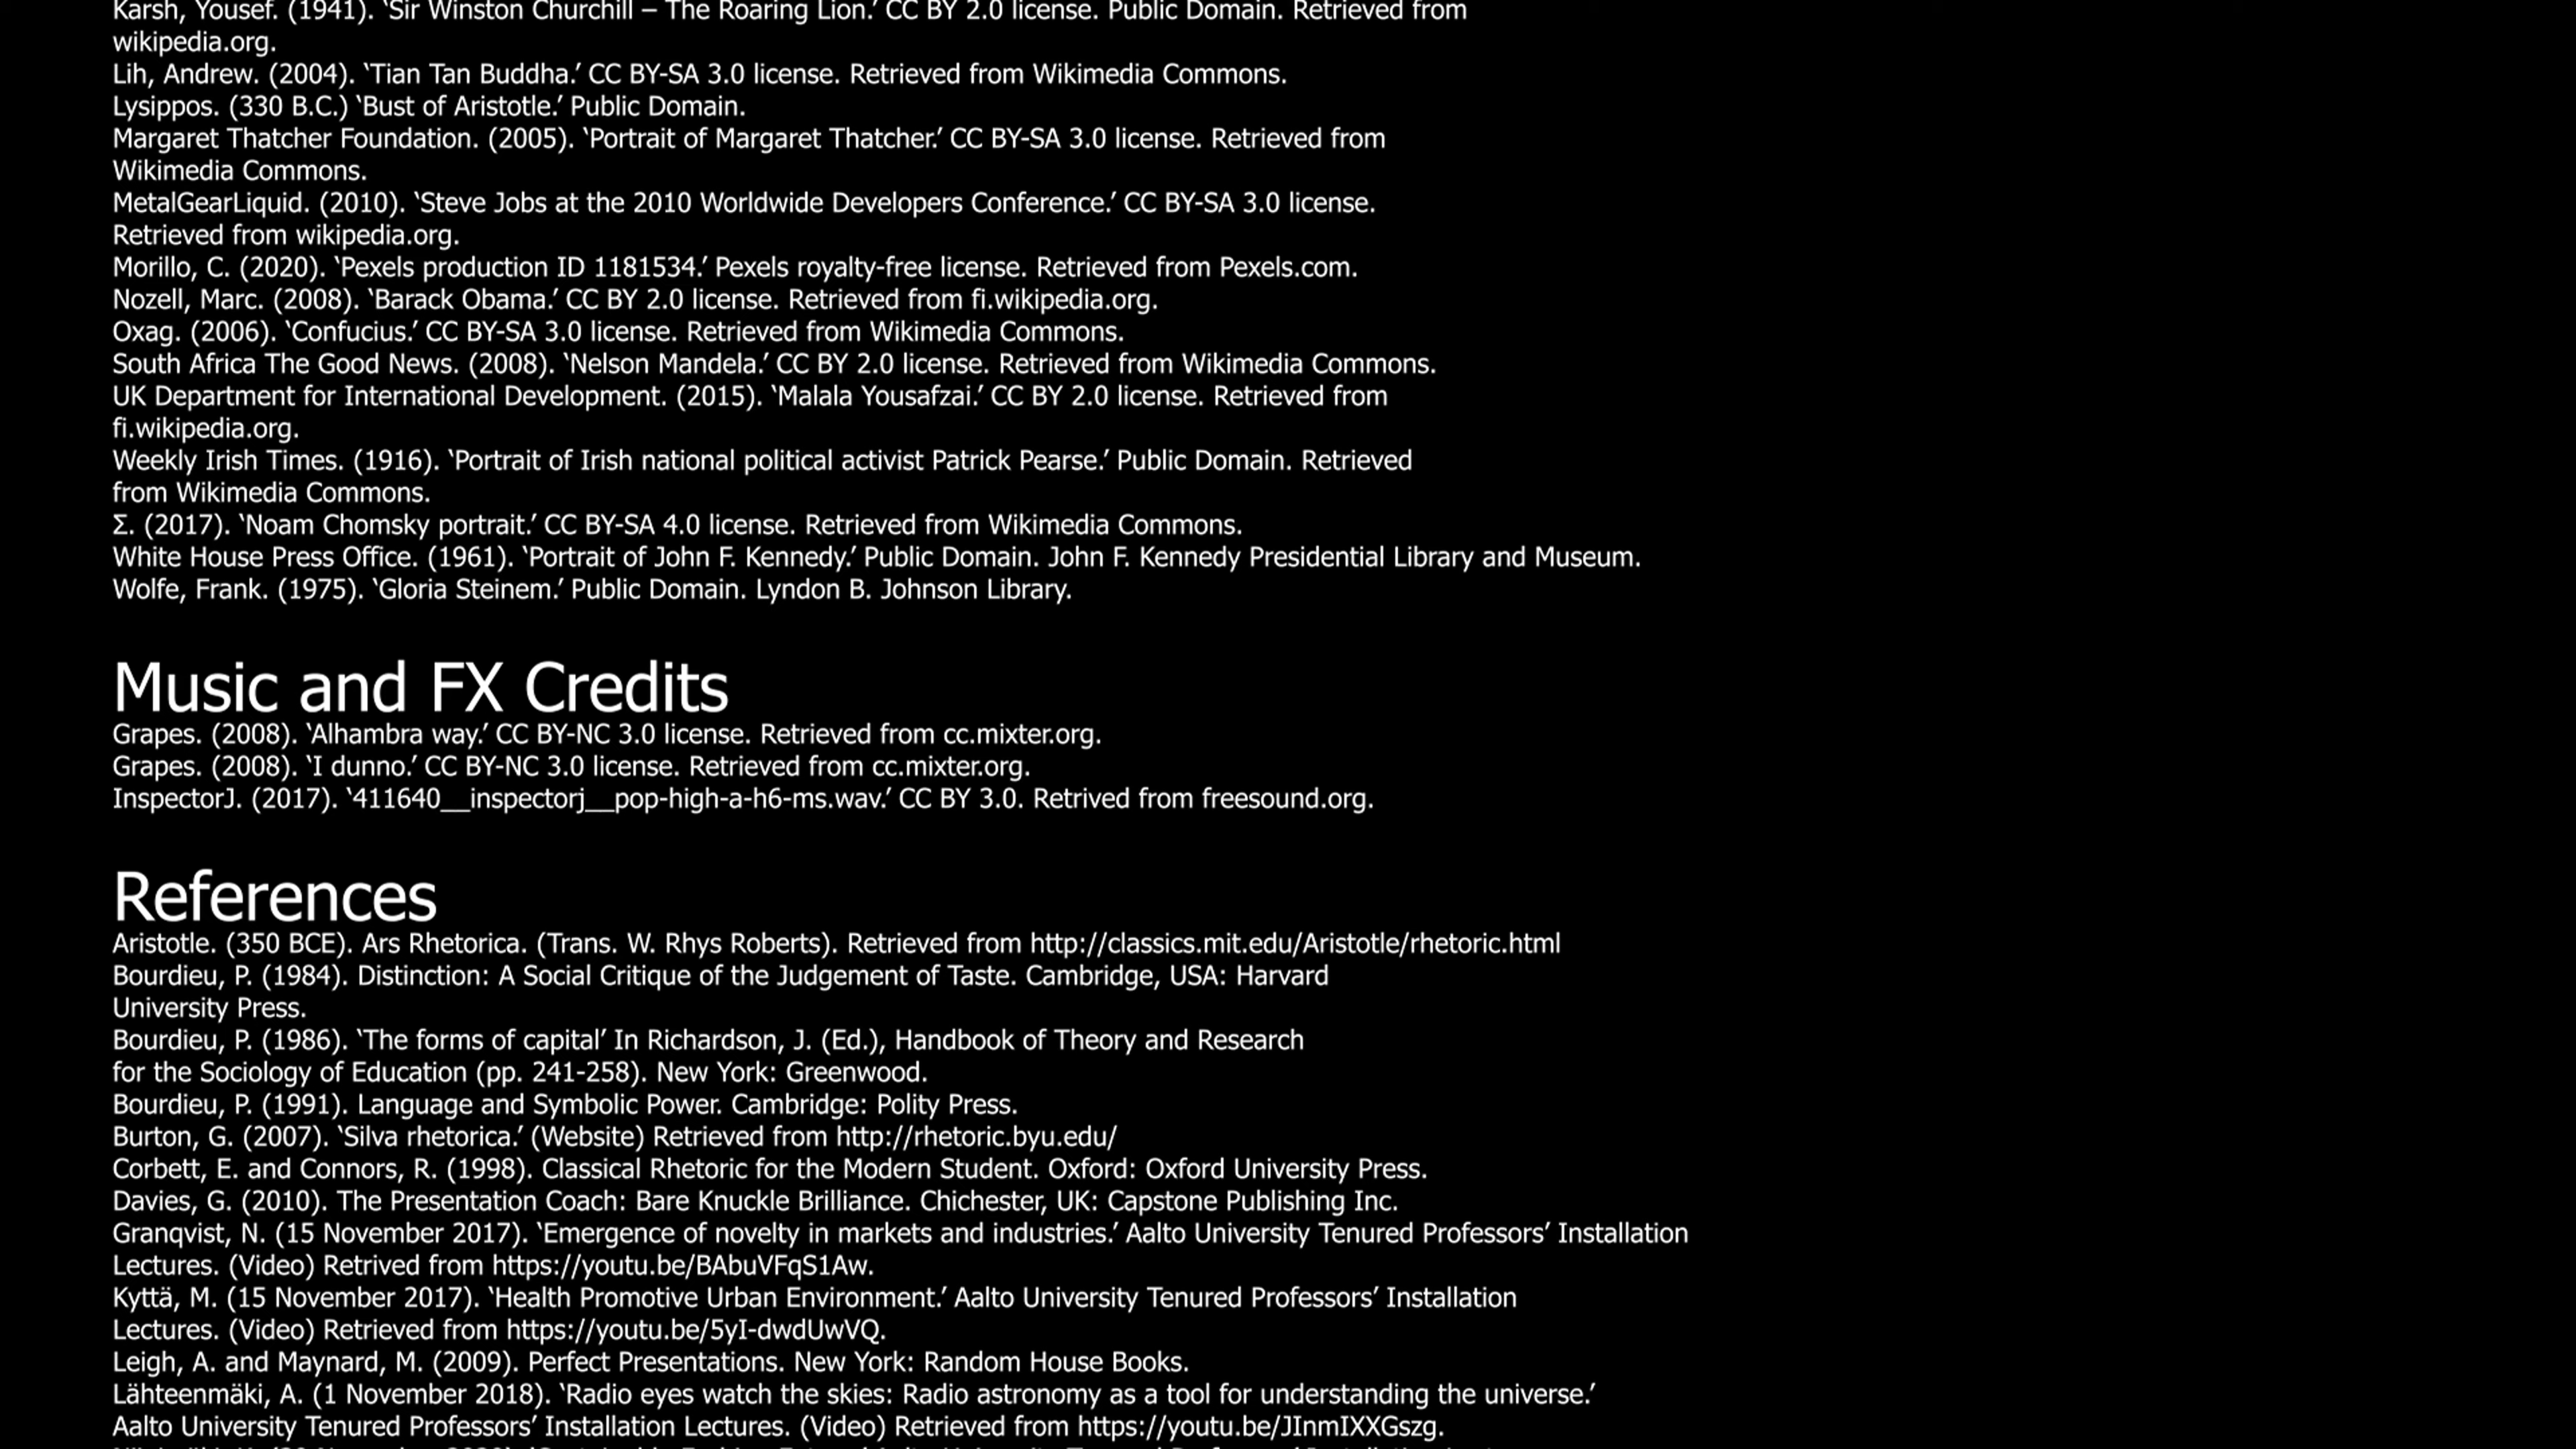 Karsh, Yousef. (1941). ‘Sir Winston Churchill – The Roaring Lion.’ CC BY 2.0 license. Public Domain. Retrieved from
wikipedia.org.
Lih, Andrew. (2004). ‘Tian Tan Buddha.’ CC BY-SA 3.0 license. Retrieved from Wikimedia Commons.
Lysippos. (330 B.C.) ‘Bust of Aristotle.’ Public Domain.
Margaret Thatcher Foundation. (2005). ‘Portrait of Margaret Thatcher.’ CC BY-SA 3.0 license. Retrieved from
Wikimedia Commons.
MetalGearLiquid. (2010). ‘Steve Jobs at the 2010 Worldwide Developers Conference.’ CC BY-SA 3.0 license.
Retrieved from wikipedia.org.
Morillo, C. (2020). ‘Pexels production ID 1181534.’ Pexels royalty-free license. Retrieved from Pexels.com.
Nozell, Marc. (2008). ‘Barack Obama.’ CC BY 2.0 license. Retrieved from fi.wikipedia.org.
Oxag. (2006). ‘Confucius.’ CC BY-SA 3.0 license. Retrieved from Wikimedia Commons.
South Africa The Good News. (2008). ‘Nelson Mandela.’ CC BY 2.0 license. Retrieved from Wikimedia Commons.
UK Department for International Development. (2015). ‘Malala Yousafzai.’ CC BY 2.0 license. Retrieved from
fi.wikipedia.org.
Weekly Irish Times. (1916). ‘Portrait of Irish national political activist Patrick Pearse.’ Public Domain. Retrieved
from Wikimedia Commons.
Σ. (2017). ‘Noam Chomsky portrait.’ CC BY-SA 4.0 license. Retrieved from Wikimedia Commons.
White House Press Office. (1961). ‘Portrait of John F. Kennedy.’ Public Domain. John F. Kennedy Presidential Library and Museum.
Wolfe, Frank. (1975). ‘Gloria Steinem.’ Public Domain. Lyndon B. Johnson Library.
Music and FX Credits
Grapes. (2008). ‘Alhambra way.’ CC BY-NC 3.0 license. Retrieved from cc.mixter.org.
Grapes. (2008). ‘I dunno.’ CC BY-NC 3.0 license. Retrieved from cc.mixter.org.
InspectorJ. (2017). ‘411640__inspectorj__pop-high-a-h6-ms.wav.’ CC BY 3.0. Retrived from freesound.org.
References
Aristotle. (350 BCE). Ars Rhetorica. (Trans. W. Rhys Roberts). Retrieved from http://classics.mit.edu/Aristotle/rhetoric.html
Bourdieu, P. (1984). Distinction: A Social Critique of the Judgement of Taste. Cambridge, USA: Harvard
University Press.
Bourdieu, P. (1986). ‘The forms of capital’ In Richardson, J. (Ed.), Handbook of Theory and Research
for the Sociology of Education (pp. 241-258). New York: Greenwood.
Bourdieu, P. (1991). Language and Symbolic Power. Cambridge: Polity Press.
Burton, G. (2007). ‘Silva rhetorica.’ (Website) Retrieved from http://rhetoric.byu.edu/
Corbett, E. and Connors, R. (1998). Classical Rhetoric for the Modern Student. Oxford: Oxford University Press.
Davies, G. (2010). The Presentation Coach: Bare Knuckle Brilliance. Chichester, UK: Capstone Publishing Inc.
Granqvist, N. (15 November 2017). ‘Emergence of novelty in markets and industries.’ Aalto University Tenured Professors’ Installation
Lectures. (Video) Retrived from https://youtu.be/BAbuVFqS1Aw.
Kyttä, M. (15 November 2017). ‘Health Promotive Urban Environment.’ Aalto University Tenured Professors’ Installation
Lectures. (Video) Retrieved from https://youtu.be/5yI-dwdUwVQ.
Leigh, A. and Maynard, M. (2009). Perfect Presentations. New York: Random House Books.
Lähteenmäki, A. (1 November 2018). ‘Radio eyes watch the skies: Radio astronomy as a tool for understanding the universe.’
Aalto University Tenured Professors’ Installation Lectures. (Video) Retrieved from https://youtu.be/JInmIXXGszg.